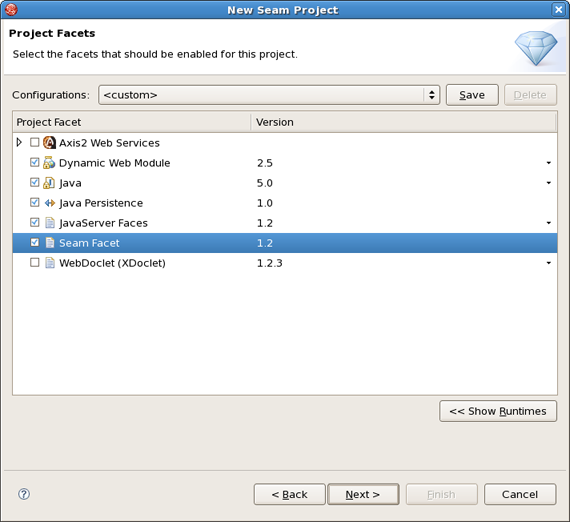 New Seam Project
Project Facets
Select the facets that should be enabled for this project.
Configurations: <custom> Save Delete
Project Facet Version
Axis2 Web Services
Dynamic Web Module 2.5
Java 5.0
Java Persistence 1.0
JavaServer Faces 1.2
Seam Facet 1.2
WebDoclet (XDoclet) 1.2.3
<< Show Runtimes
< Back Next > Finish Cancel